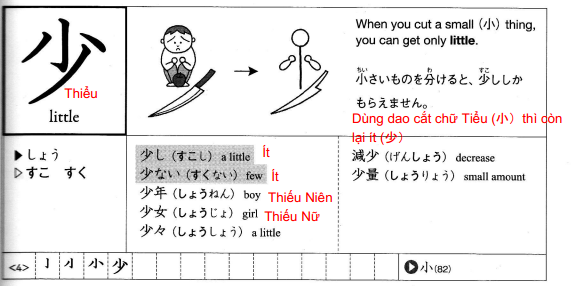 少
Thiểu
little
When you cut a small（小）thing,
you can get only little.
小さいものを分けると、少ししか
ちい わ すこ
もらえません。
Dùng dao cắt chữ Tiểu (小）thì còn
lại ít (少）
▶しょう
▷すこ すく
少し（すこし）a little Ít
少ない（すくない）few Ít
少年（しょうねん）boy Thiếu Niên
少女（しょうじょ）girl Thiếu Nữ
少々（しょうしょう）a little
減少（げんしょう）decrease
少量（しょうりょう）small amount
<4> 小 少
▶小(82)